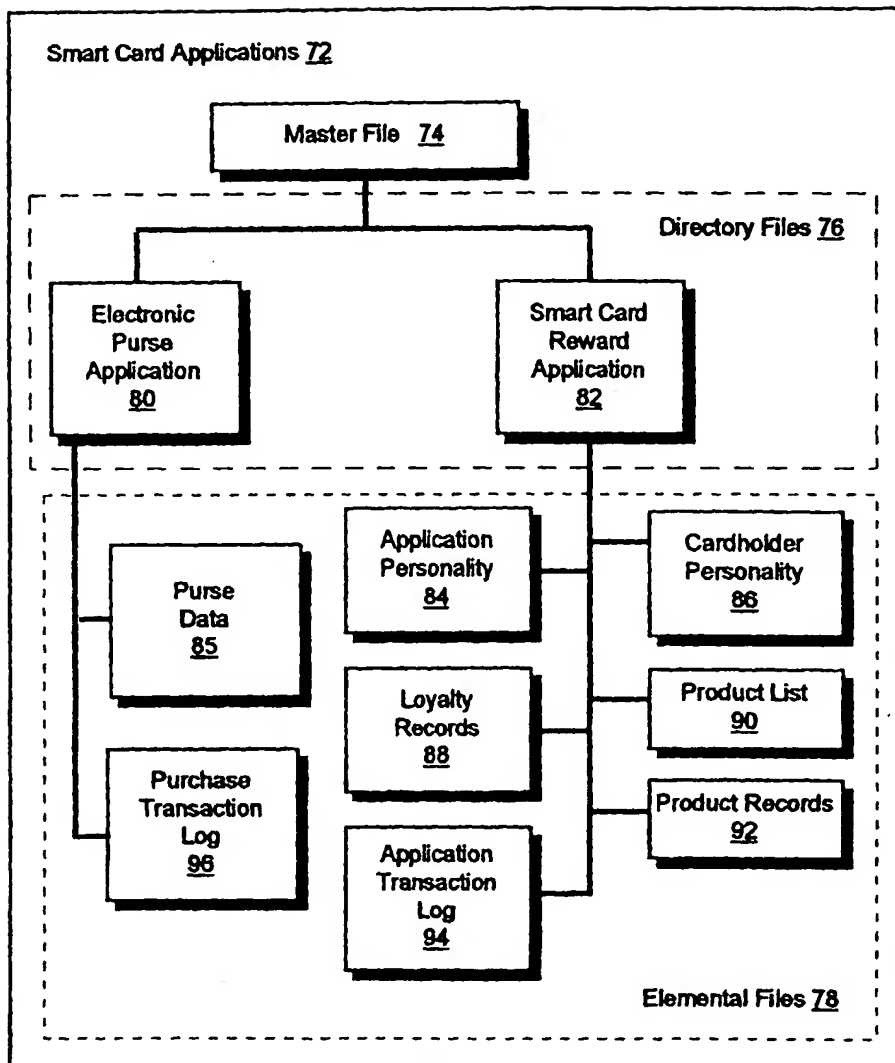 Smart Card Applications 72
Master File 74
Directory Files 76
Electronic
Purse
Application
80
Smart Card
Reward
Application
82
Purse
Data
85
Purchase
Transaction
Log
96
Application
Personality
84
Loyalty
Records
88
Application
Transaction
Log
94
Cardholder
Personality
86
Product List
90
Product Records
92
Elemental Files 78